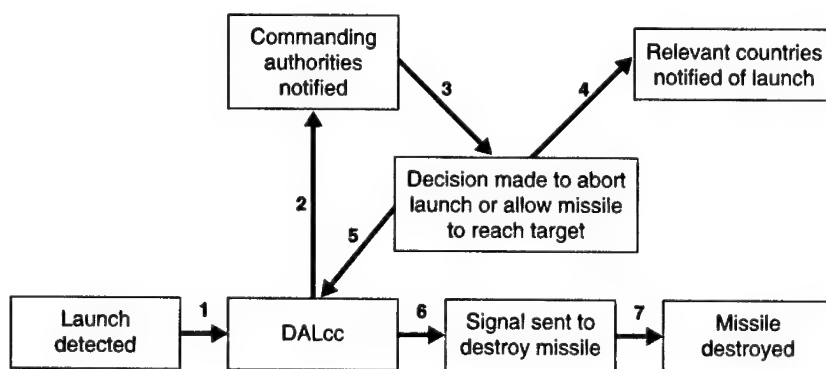 Commanding
authorities
notified
Relevant countries
notified of launch
3
4
Decision made to abort
launch or allow missile
to reach target
2
5
Launch
detected
1
DALcc
6
Signal sent to
destroy missile
7
Missile
destroyed